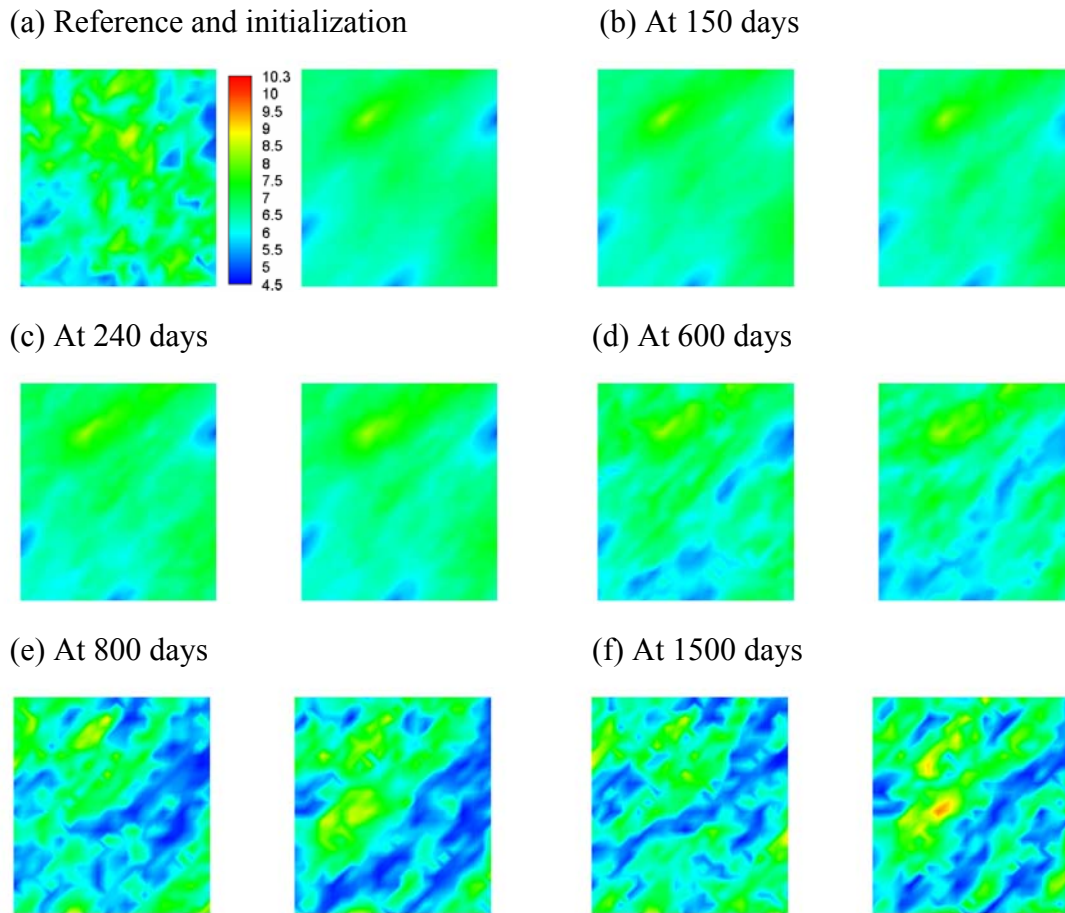 (a) Reference and initialization
(b) At 150 days
10.3
10
9.5
9
8.5
8
7.5
7
6.5
6
5.5
5
4.5
(c) At 240 days
(d) At 600 days
(e) At 800 days
(f) At 1500 days